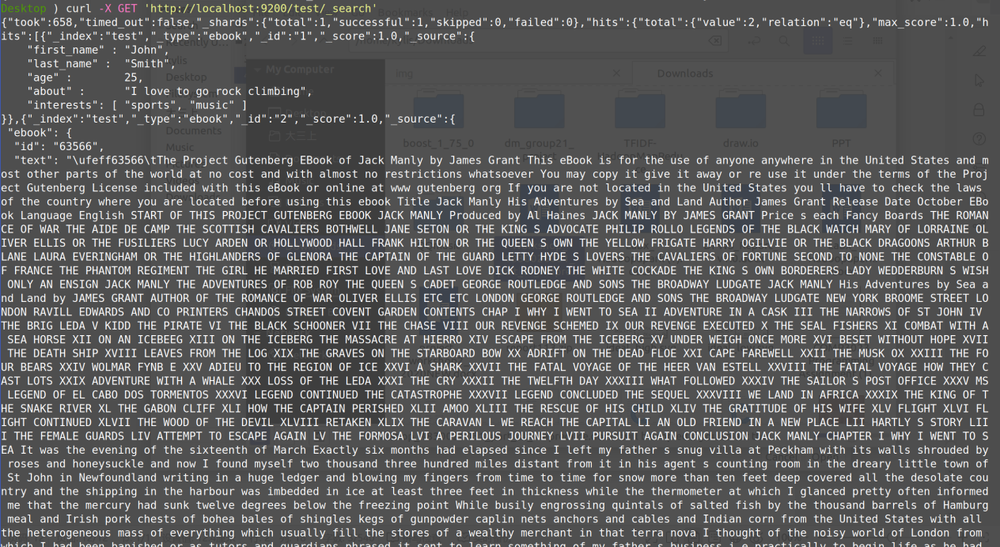 Desktop ) curl -X GET 'http://localhost:9200/test/_search'
{"took":658,"timed_out":false,"_shards":{"total":1,"successful":1,"skipped":0,"failed":0},"hits":{"total":{"value":2,"relation":"eq"},"max_score":1.0,"h
its":[{"_index":"test","_type":"ebook","_id":"1","_score":1.0,"_source":{
    "first_name" : "John",
    "last_name" :  "Smith",
    "age" :        25,
    "about" :      "I love to go rock climbing",
    "interests": [ "sports", "music" ]
}},{"_index":"test","_type":"ebook","_id":"2","_score":1.0,"_source":{
 "ebook": {
  "id": "63566",
  "text": "\ufeff63566\tThe Project Gutenberg EBook of Jack Manly by James Grant This eBook is for the use of anyone anywhere in the United States and m
ost other parts of the world at no cost and with almost no restrictions whatsoever You may copy it give it away or re use it under the terms of the Proj
ect Gutenberg License included with this eBook or online at www gutenberg org If you are not located in the United States you ll have to check the laws
of the country where you are located before using this ebook Title Jack Manly His Adventures by Sea and Land Author James Grant Release Date October EBo
ok Language English START OF THIS PROJECT GUTENBERG EBOOK JACK MANLY Produced by Al Haines JACK MANLY BY JAMES GRANT Price s each Fancy Boards THE ROMAN
CE OF WAR THE AIDE DE CAMP THE SCOTTISH CAVALIERS BOTHWELL JANE SETON OR THE KING S ADVOCATE PHILIP ROLLO LEGENDS OF THE BLACK WATCH MARY OF LORRAINE OL
IVER ELLIS OR THE FUSILIERS LUCY ARDEN OR HOLLYWOOD HALL FRANK HILTON OR THE QUEEN S OWN THE YELLOW FRIGATE HARRY OGILVIE OR THE BLACK DRAGOONS ARTHUR B
LANE LAURA EVERINGHAM OR THE HIGHLANDERS OF GLENORA THE CAPTAIN OF THE GUARD LETTY HYDE S LOVERS THE CAVALIERS OF FORTUNE SECOND TO NONE THE CONSTABLE O
F FRANCE THE PHANTOM REGIMENT THE GIRL HE MARRIED FIRST LOVE AND LAST LOVE DICK RODNEY THE WHITE COCKADE THE KING S OWN BORDERERS LADY WEDDERBURN S WISH
 ONLY AN ENSIGN JACK MANLY THE ADVENTURES OF ROB ROY THE QUEEN S CADET GEORGE ROUTLEDGE AND SONS THE BROADWAY LUDGATE JACK MANLY His Adventures by Sea a
nd Land by JAMES GRANT AUTHOR OF THE ROMANCE OF WAR OLIVER ELLIS ETC ETC LONDON GEORGE ROUTLEDGE AND SONS THE BROADWAY LUDGATE NEW YORK BROOME STREET LO
NDON RAVILL EDWARDS AND CO PRINTERS CHANDOS STREET COVENT GARDEN CONTENTS CHAP I WHY I WENT TO SEA II ADVENTURE IN A CASK III THE NARROWS OF ST JOHN IV
THE BRIG LEDA V KIDD THE PIRATE VI THE BLACK SCHOONER VII THE CHASE VIII OUR REVENGE SCHEMED IX OUR REVENGE EXECUTED X THE SEAL FISHERS XI COMBAT WITH A
 SEA HORSE XII ON AN ICEBEEG XIII ON THE ICEBERG THE MASSACRE AT HIERRO XIV ESCAPE FROM THE ICEBERG XV UNDER WEIGH ONCE MORE XVI BESET WITHOUT HOPE XVII
 THE DEATH SHIP XVIII LEAVES FROM THE LOG XIX THE GRAVES ON THE STARBOARD BOW XX ADRIFT ON THE DEAD FLOE XXI CAPE FAREWELL XXII THE MUSK OX XXIII THE FO
UR BEARS XXIV WOLMAR FYNB E XXV ADIEU TO THE REGION OF ICE XXVI A SHARK XXVII THE FATAL VOYAGE OF THE HEER VAN ESTELL XXVIII THE FATAL VOYAGE HOW THEY C
AST LOTS XXIX ADVENTURE WITH A WHALE XXX LOSS OF THE LEDA XXXI THE CRY XXXII THE TWELFTH DAY XXXIII WHAT FOLLOWED XXXIV THE SAILOR S POST OFFICE XXXV MS
 LEGEND OF EL CABO DOS TORMENTOS XXXVI LEGEND CONTINUED THE CATASTROPHE XXXVII LEGEND CONCLUDED THE SEQUEL XXXVIII WE LAND IN AFRICA XXXIX THE KING OF T
HE SNAKE RIVER XL THE GABON CLIFF XLI HOW THE CAPTAIN PERISHED XLII AMOO XLIII THE RESCUE OF HIS CHILD XLIV THE GRATITUDE OF HIS WIFE XLV FLIGHT XLVI FL
IGHT CONTINUED XLVII THE WOOD OF THE DEVIL XLVIII RETAKEN XLIX THE CARAVAN L WE REACH THE CAPITAL LI AN OLD FRIEND IN A NEW PLACE LII HARTLY S STORY LII
I THE FEMALE GUARDS LIV ATTEMPT TO ESCAPE AGAIN LV THE FORMOSA LVI A PERILOUS JOURNEY LVII PURSUIT AGAIN CONCLUSION JACK MANLY CHAPTER I WHY I WENT TO S
EA It was the evening of the sixteenth of March Exactly six months had elapsed since I left my father s snug villa at Peckham with its walls shrouded by
 roses and honeysuckle and now I found myself two thousand three hundred miles distant from it in his agent s counting room in the dreary little town of
 St John in Newfoundland writing in a huge ledger and blowing my fingers from time to time for snow more than ten feet deep covered all the desolate cou
ntry and the shipping in the harbour was imbedded in ice at least three feet in thickness while the thermometer at which I glanced pretty often informed
 me that the mercury had sunk twelve degrees below the freezing point While busily engrossing quintals of salted fish by the thousand barrels of Hamburg
 meal and Irish pork chests of bohea bales of shingles kegs of gunpowder caplin nets anchors and cables and Indian corn from the United States with all
the heterogeneous mass of everything which usually fill the stores of a wealthy merchant in that terra nova I thought of the noisy world of London from
which I had been banished or as tutors and guardians phrased it sent to learn something of my father s business i e practically to begin life as he had
My Computer
img
Downloads
Desktop
Documents
Music
大三上
boost_1_75_0
dm_group21_
TFIDF-
draw.io
PPT